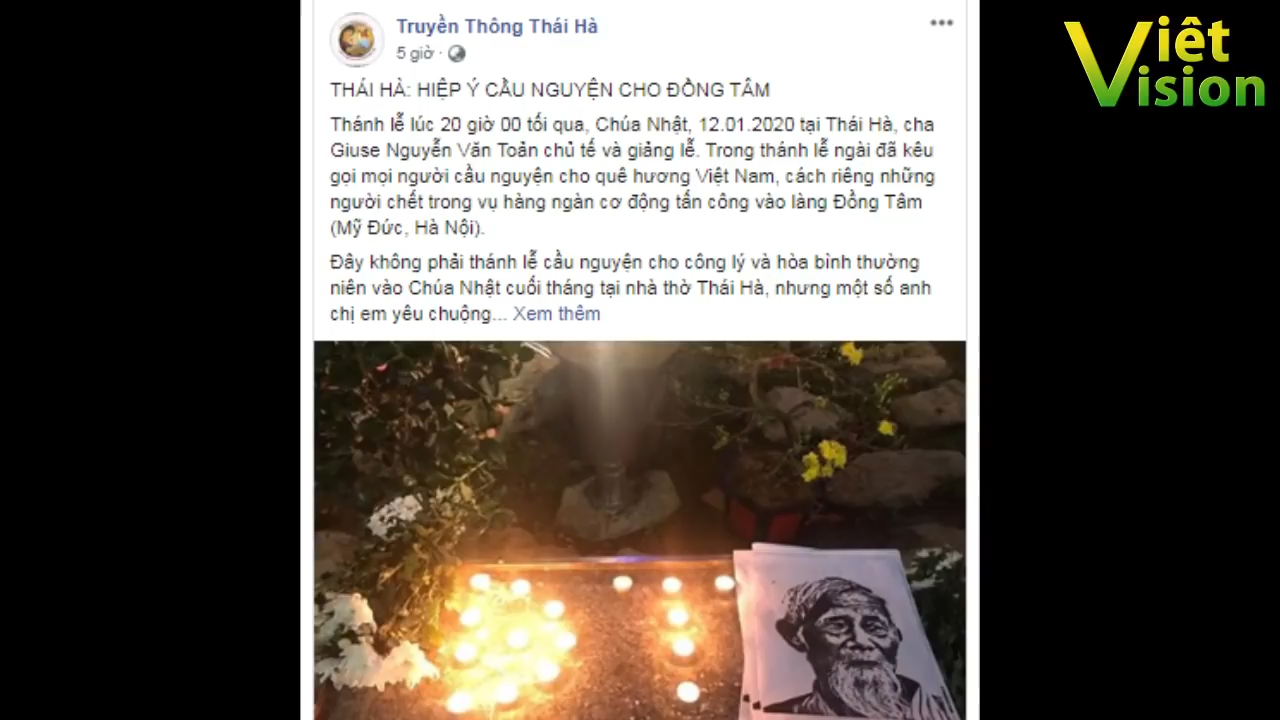 Truyền Thông Thái Hà
5 giờ ·
THÁI HÀ: HIỆP Ý CẦU NGUYỆN CHO ĐỒNG TÂM
Thánh lễ lúc 20 giờ 00 tối qua, Chúa Nhật, 12.01.2020 tại Thái Hà, cha
Giuse Nguyễn Văn Toản chủ tế và giảng lễ. Trong thánh lễ ngài đã kêu
gọi mọi người cầu nguyện cho quê hương Việt Nam, cách riêng những
người chết trong vụ hàng ngàn cơ động tấn công vào làng Đồng Tâm
(Mỹ Đức, Hà Nội).
Đây không phải thánh lễ cầu nguyện cho công lý và hòa bình thường
niên vào Chúa Nhật cuối tháng tại nhà thờ Thái Hà, nhưng một số anh
chị em yêu chuộng... Xem thêm
Việt
Vision